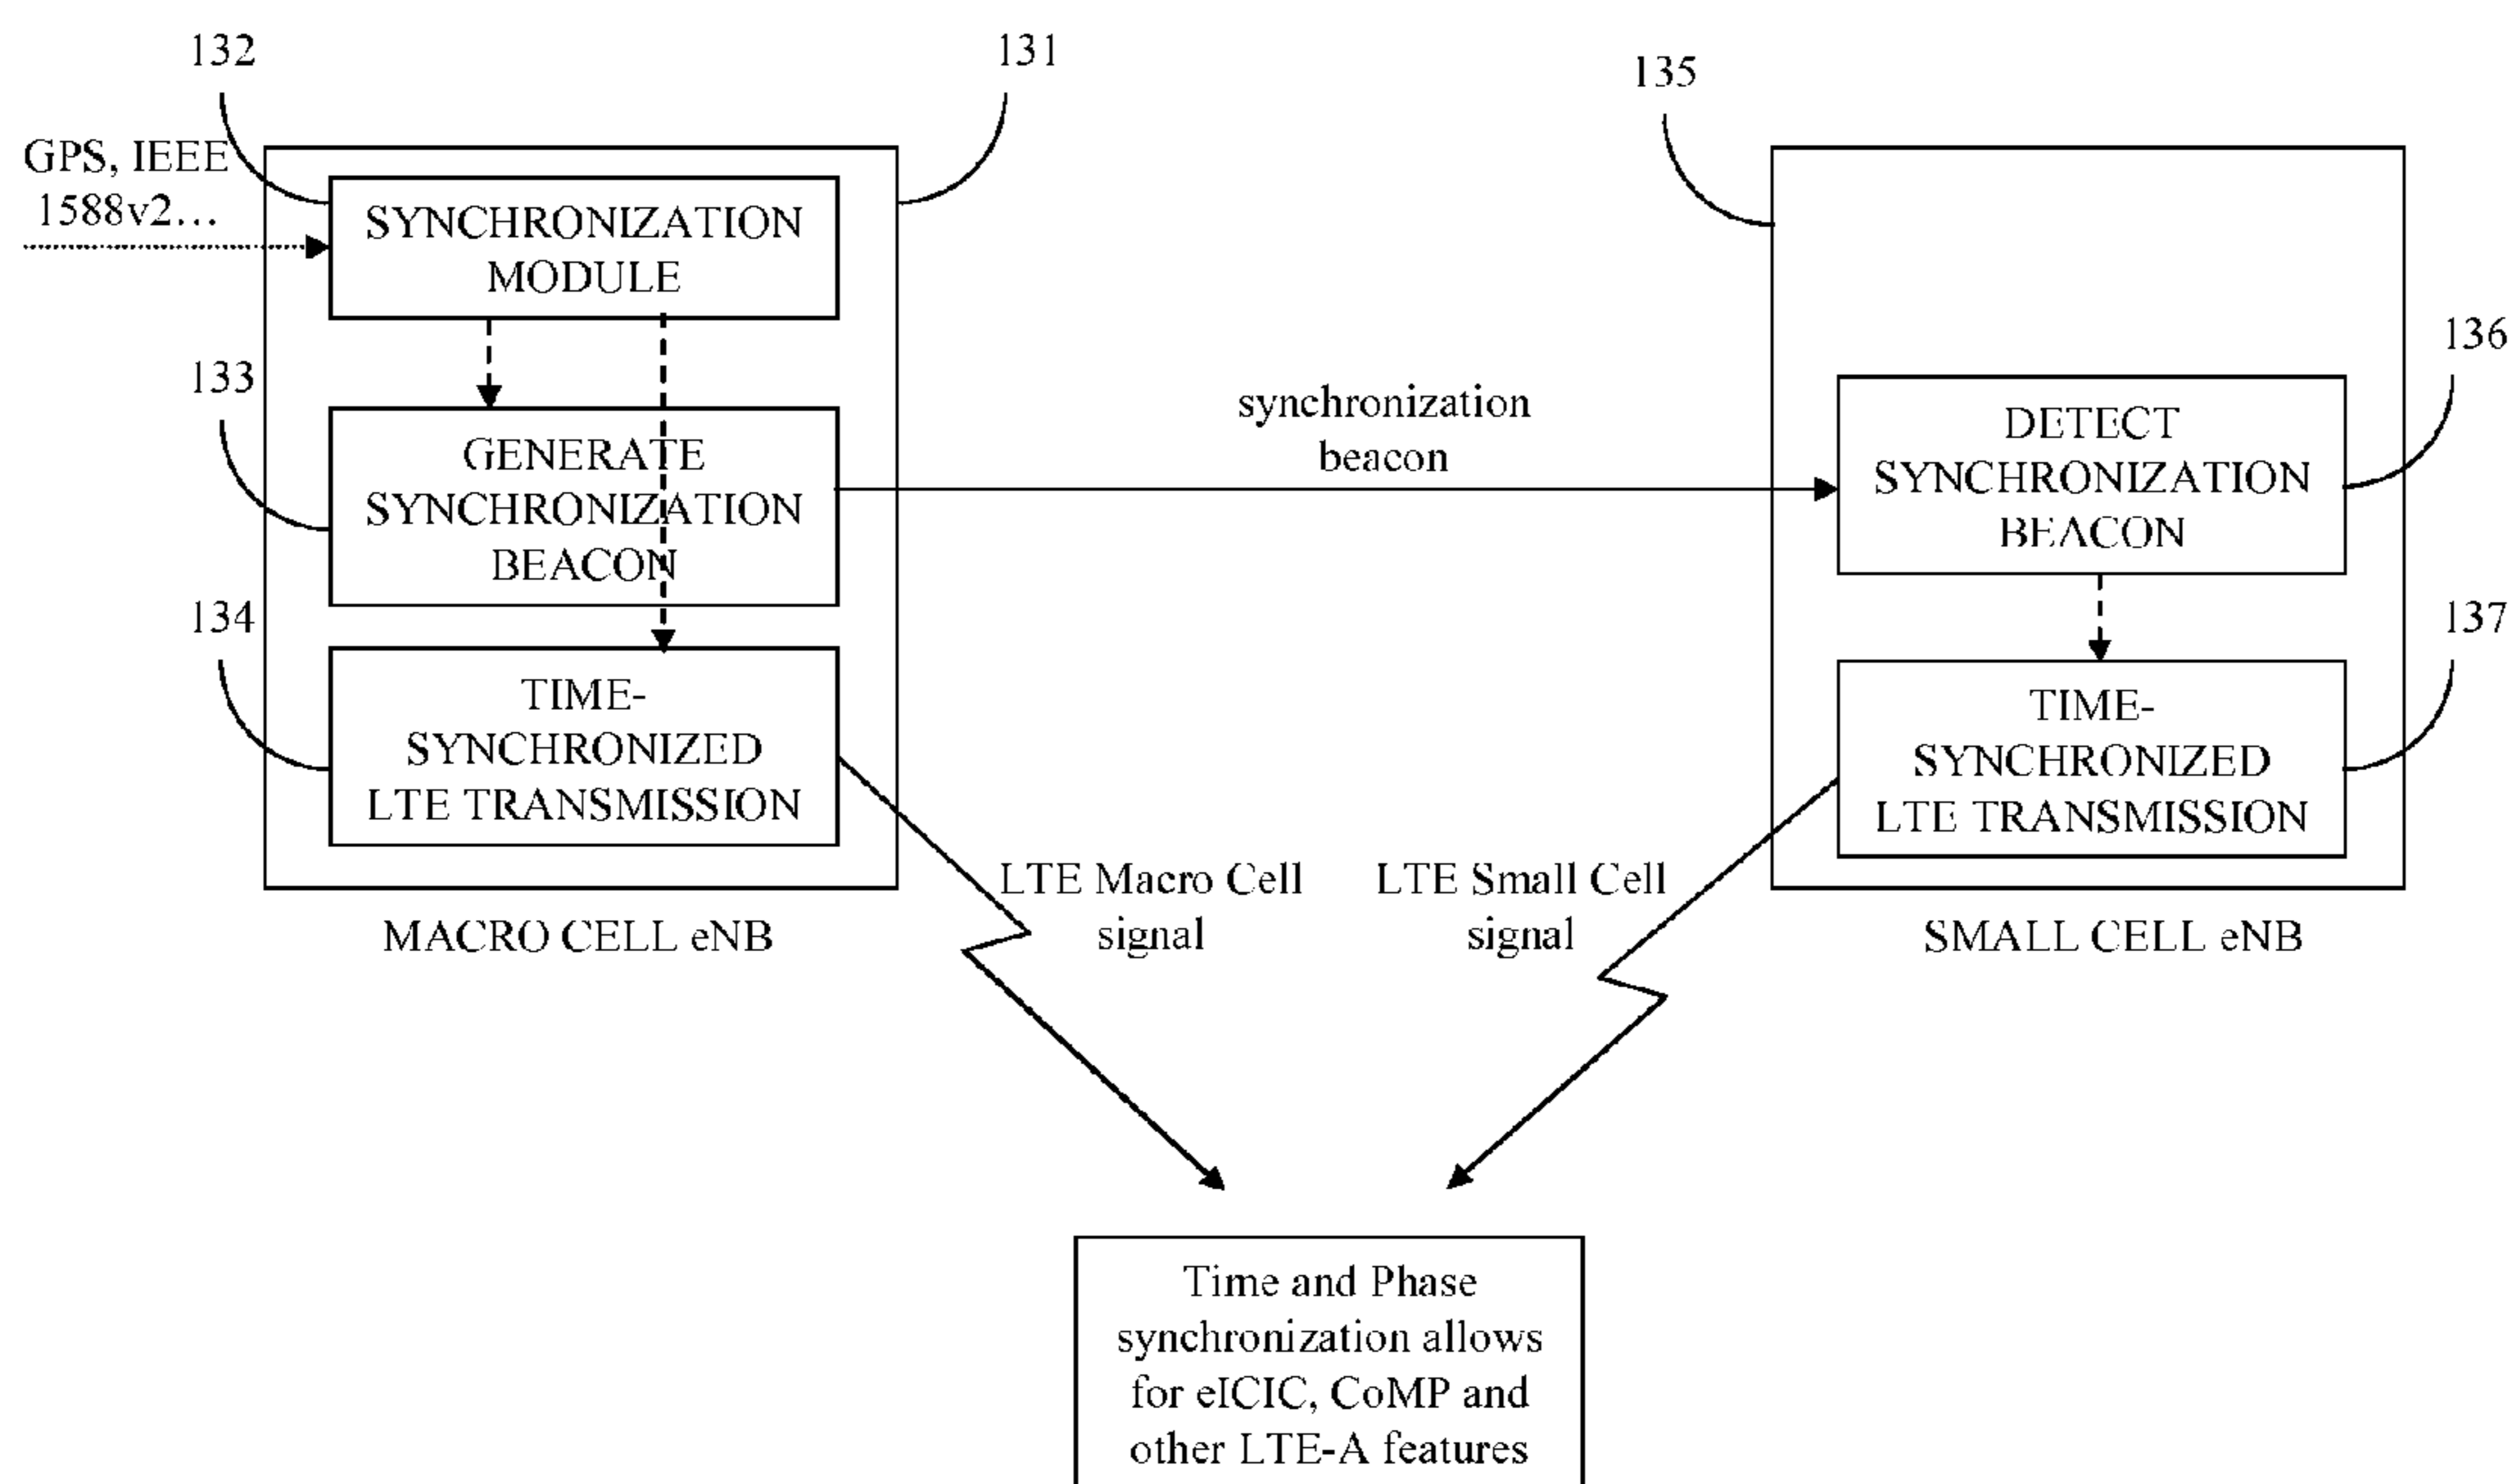 132
131
135
GPS, IEEE
1588v2...
SYNCHRONIZATION
MODULE
133
GENERATE
SYNCHRONIZATION
BEACON
134
TIME-
SYNCHRONIZED
LTE TRANSMISSION
MACRO CELL eNB
synchronization
beacon
136
DETECT
SYNCHRONIZATION
BEACON
137
TIME-
SYNCHRONIZED
LTE TRANSMISSION
SMALL CELL eNB
LTE Macro Cell
signal
LTE Small Cell
signal
Time and Phase
synchronization allows
for eICIC, CoMP and
other LTE-A features